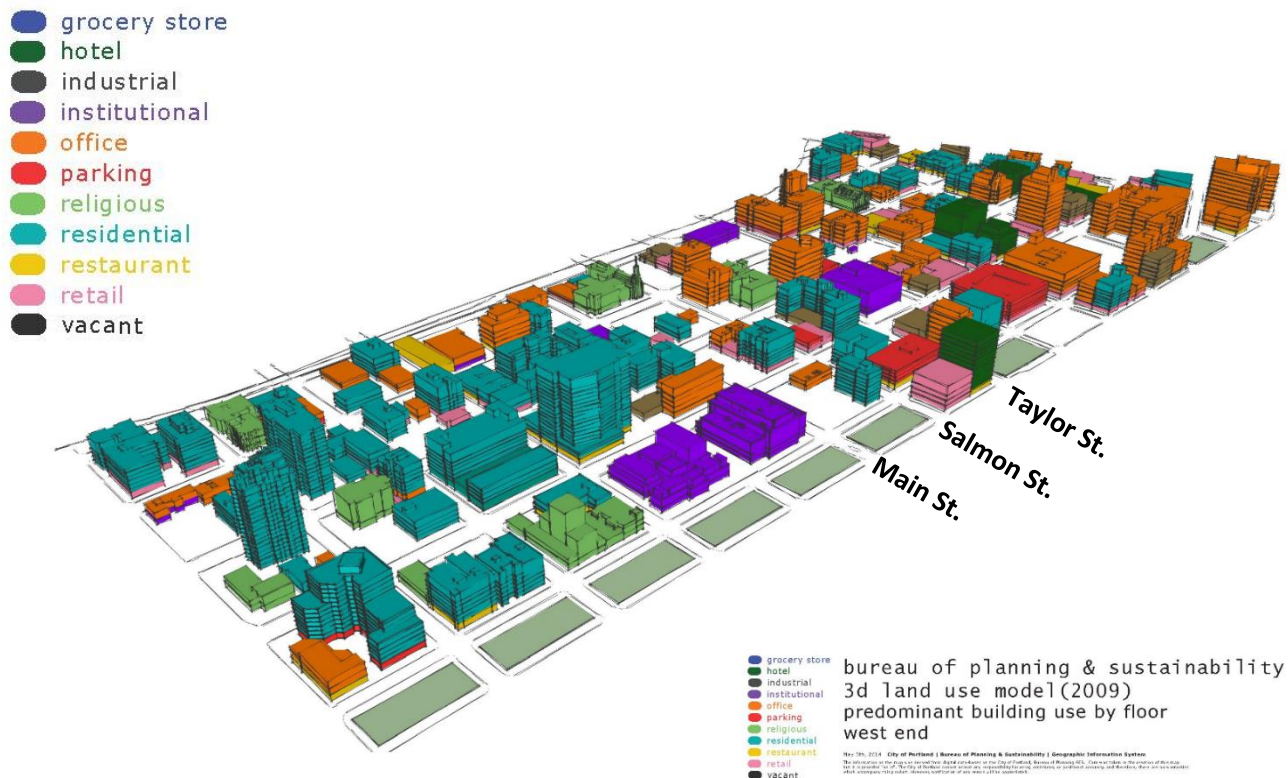 grocery store
hotel
industrial
institutional
office
parking
religious
residential
restaurant
retail
vacant
Taylor St.
Salmon St.
Main St.
grocery store
hotel
industrial
institutional
office
parking
religious
residential
restaurant
retail
vacant
bureau of planning & sustainability
3d land use model(2009)
predominant building use by floor
west end
City of Portland | Bureau of Planning & Sustainability | Geographic Information System